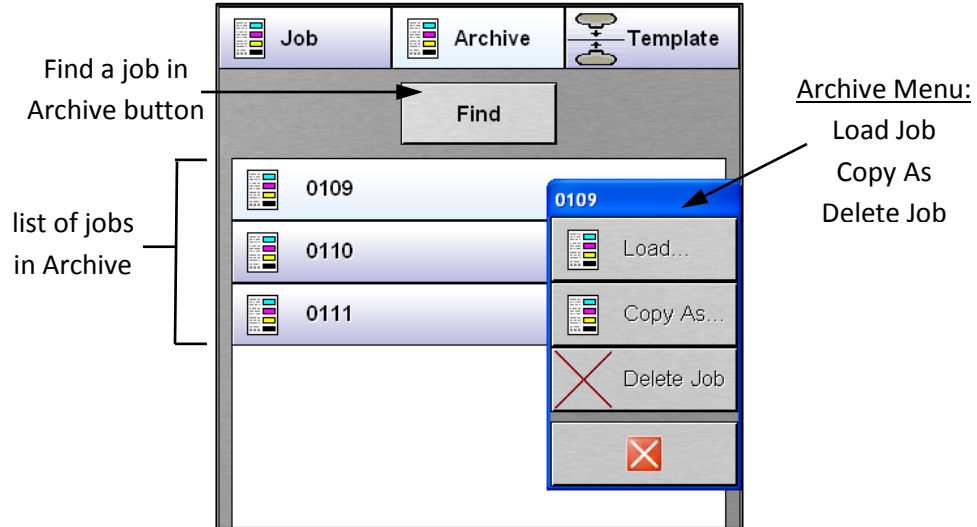 Job
Archive
Template
Find a job in
Archive button
Find
Archive Menu:
Load Job
Copy As
Delete Job
list of jobs
in Archive
0109
0110
0111
0109
Load...
Copy As...
Delete Job